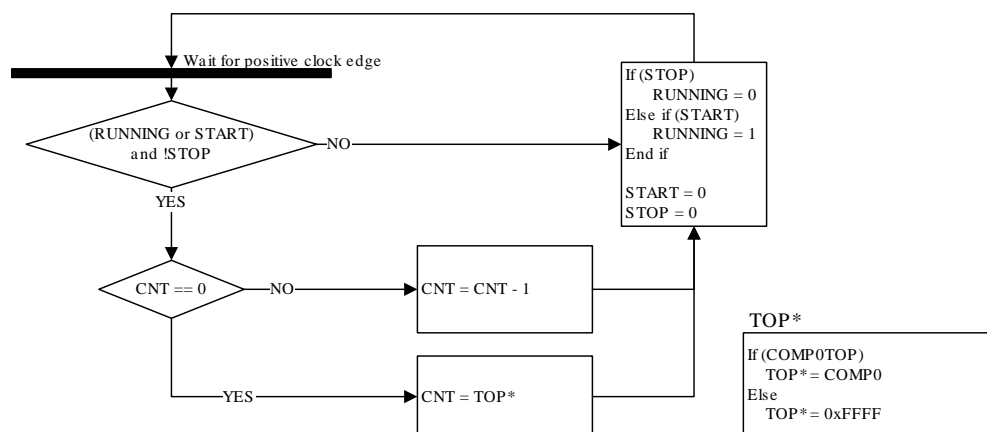 Wait for positive clock edge
(RUNNING or START)
and !STOP
NO
YES
If (STOP)
RUNNING = 0
Else if (START)
RUNNING = 1
End if
START = 0
STOP = 0
CNT == 0
NO
CNT = CNT - 1
YES
CNT = TOP*
TOP*
If (COMP0TOP)
TOP* = COMP0
Else
TOP* = 0xFFFF